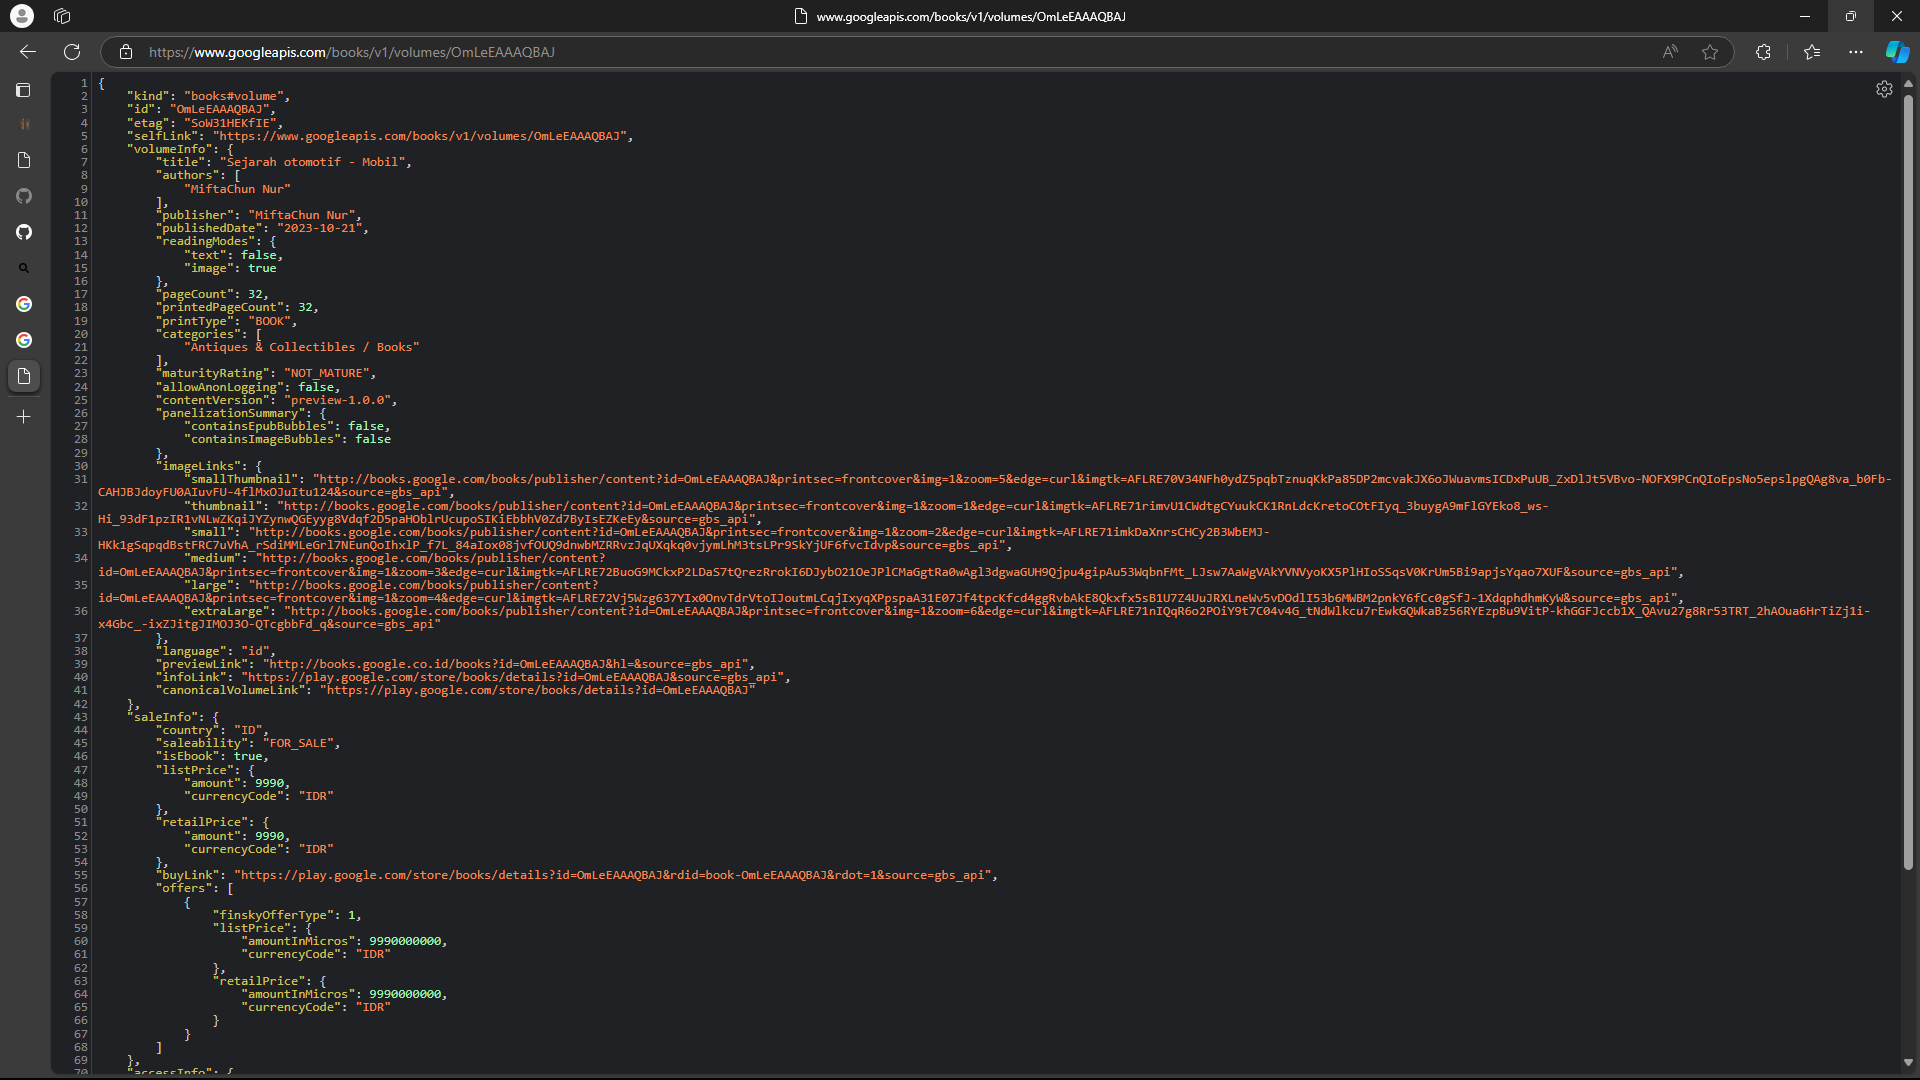 www.googleapis.com/books/v1/volumes/OmLeEAAAQBAJ
https://www.googleapis.com/books/v1/volumes/OmLeEAAAQBAJ
1 {
2 "kind": "books#volume",
3 "id": "OmLeEAAAQBAJ",
4 "etag": "SoW31HEKfIE",
5 "selfLink": "https://www.googleapis.com/books/v1/volumes/OmLeEAAAQBAJ",
6 "volumeInfo": {
7 "title": "Sejarah otomotif - Mobil",
8 "authors": [
9 "MiftaChun Nur"
10 ],
11 "publisher": "MiftaChun Nur",
12 "publishedDate": "2023-10-21",
13 "readingModes": {
14 "text": false,
15 "image": true
16 },
17 "pageCount": 32,
18 "printedPageCount": 32,
19 "printType": "BOOK",
20 "categories": [
21 "Antiques & Collectibles / Books"
22 ],
23 "maturityRating": "NOT_MATURE",
24 "allowAnonLogging": false,
25 "contentVersion": "preview-1.0.0",
26 "panelizationSummary": {
27 "containsEpubBubbles": false,
28 "containsImageBubbles": false
29 },
30 "imageLinks": {
31 "smallThumbnail": "http://books.google.com/books/publisher/content?id=OmLeEAAAQBAJ&printsec=frontcover&img=1&zoom=5&edge=curl&imgtk=AFLRE70V34NFh0ydZ5pqbTznuqKkPa85DP2mcvakJX6oJWuavmsICDxPuUB_ZxDlJt5VBvo-NOFX9PCnQIoEpsNo5epslpgQAg8va_b0Fb-
CAHJBJdoyFU0AIuvFU-4flMxOJuItu124&source=gbs_api",
32 "thumbnail": "http://books.google.com/books/publisher/content?id=OmLeEAAAQBAJ&printsec=frontcover&img=1&zoom=1&edge=curl&imgtk=AFLRE71rimvU1CWdtgCYuukCK1RnLdcKretoCOtFIyq_3buygA9mFlGYEko8_ws-
Hi_93dF1pzIR1vNLwZKqiJYZynwQGEyyg8Vdqf2D5paHOblrUcupoSIKiEbbhV0Zd7ByIsEZKeEy&source=gbs_api",
33 "small": "http://books.google.com/books/publisher/content?id=OmLeEAAAQBAJ&printsec=frontcover&img=1&zoom=2&edge=curl&imgtk=AFLRE71imkDaXnrsCHCy2B3WbEMJ-
HKk1gSqpqdBstFRC7uVhA_rSdiMMLeGrl7NEunQoIhxlP_f7L_84aIox08jvfOUQ9dnwbMZRRvzJqUXqkq0vjymLhM3tsLPr9SkYjUF6fvcIdvp&source=gbs_api",
34 "medium": "http://books.google.com/books/publisher/content?
id=OmLeEAAAQBAJ&printsec=frontcover&img=1&zoom=3&edge=curl&imgtk=AFLRE72BuoG9MCkxP2LDaS7tQrezRrokI6DJybO21OeJPlCMaGgtRa0wAgl3dgwaGUH9Qjpu4gipAu53WqbnFMt_LJsw7AaWgVAkYVNVyoKX5PlHIoSSqsV0KrUm5Bi9apjsYqao7XUF&source=gbs_api",
35 "large": "http://books.google.com/books/publisher/content?
id=OmLeEAAAQBAJ&printsec=frontcover&img=1&zoom=4&edge=curl&imgtk=AFLRE72Vj5Wzg637YIx0OnvTdrVtoIJoutmLCqjIxyqXPpspaA31E07Jf4tpcKfcd4ggRvbAkE8Qkxfx5sB1U7Z4UuJRXLneWv5vDOdlI53b6MWBM2pnkY6fCc0gSfJ-1XdqphdhmKyW&source=gbs_api",
36 "extraLarge": "http://books.google.com/books/publisher/content?id=OmLeEAAAQBAJ&printsec=frontcover&img=1&zoom=6&edge=curl&imgtk=AFLRE71nIQqR6o2POiY9t7C04v4G_tNdWlkcu7rEwkGQWkaBz56RYEzpBu9VitP-khGGFJccb1X_QAvu27g8Rr53TRT_2hAOua6HrTiZj1i-
x4Gbc_-ixZJitgJIMOJ3O-QTcgbbFd_q&source=gbs_api"
37 },
38 "language": "id",
39 "previewLink": "http://books.google.co.id/books?id=OmLeEAAAQBAJ&hl=&source=gbs_api",
40 "infoLink": "https://play.google.com/store/books/details?id=OmLeEAAAQBAJ&source=gbs_api",
41 "canonicalVolumeLink": "https://play.google.com/store/books/details?id=OmLeEAAAQBAJ"
42 },
43 "saleInfo": {
44 "country": "ID",
45 "saleability": "FOR_SALE",
46 "isEbook": true,
47 "listPrice": {
48 "amount": 9990,
49 "currencyCode": "IDR"
50 },
51 "retailPrice": {
52 "amount": 9990,
53 "currencyCode": "IDR"
54 },
55 "buyLink": "https://play.google.com/store/books/details?id=OmLeEAAAQBAJ&rdid=book-OmLeEAAAQBAJ&rdot=1&source=gbs_api",
56 "offers": [
57 {
58 "finskyOfferType": 1,
59 "listPrice": {
60 "amountInMicros": 9990000000,
61 "currencyCode": "IDR"
62 },
63 "retailPrice": {
64 "amountInMicros": 9990000000,
65 "currencyCode": "IDR"
66 }
67 }
68 ]
69 },
70 "accessInfo": {